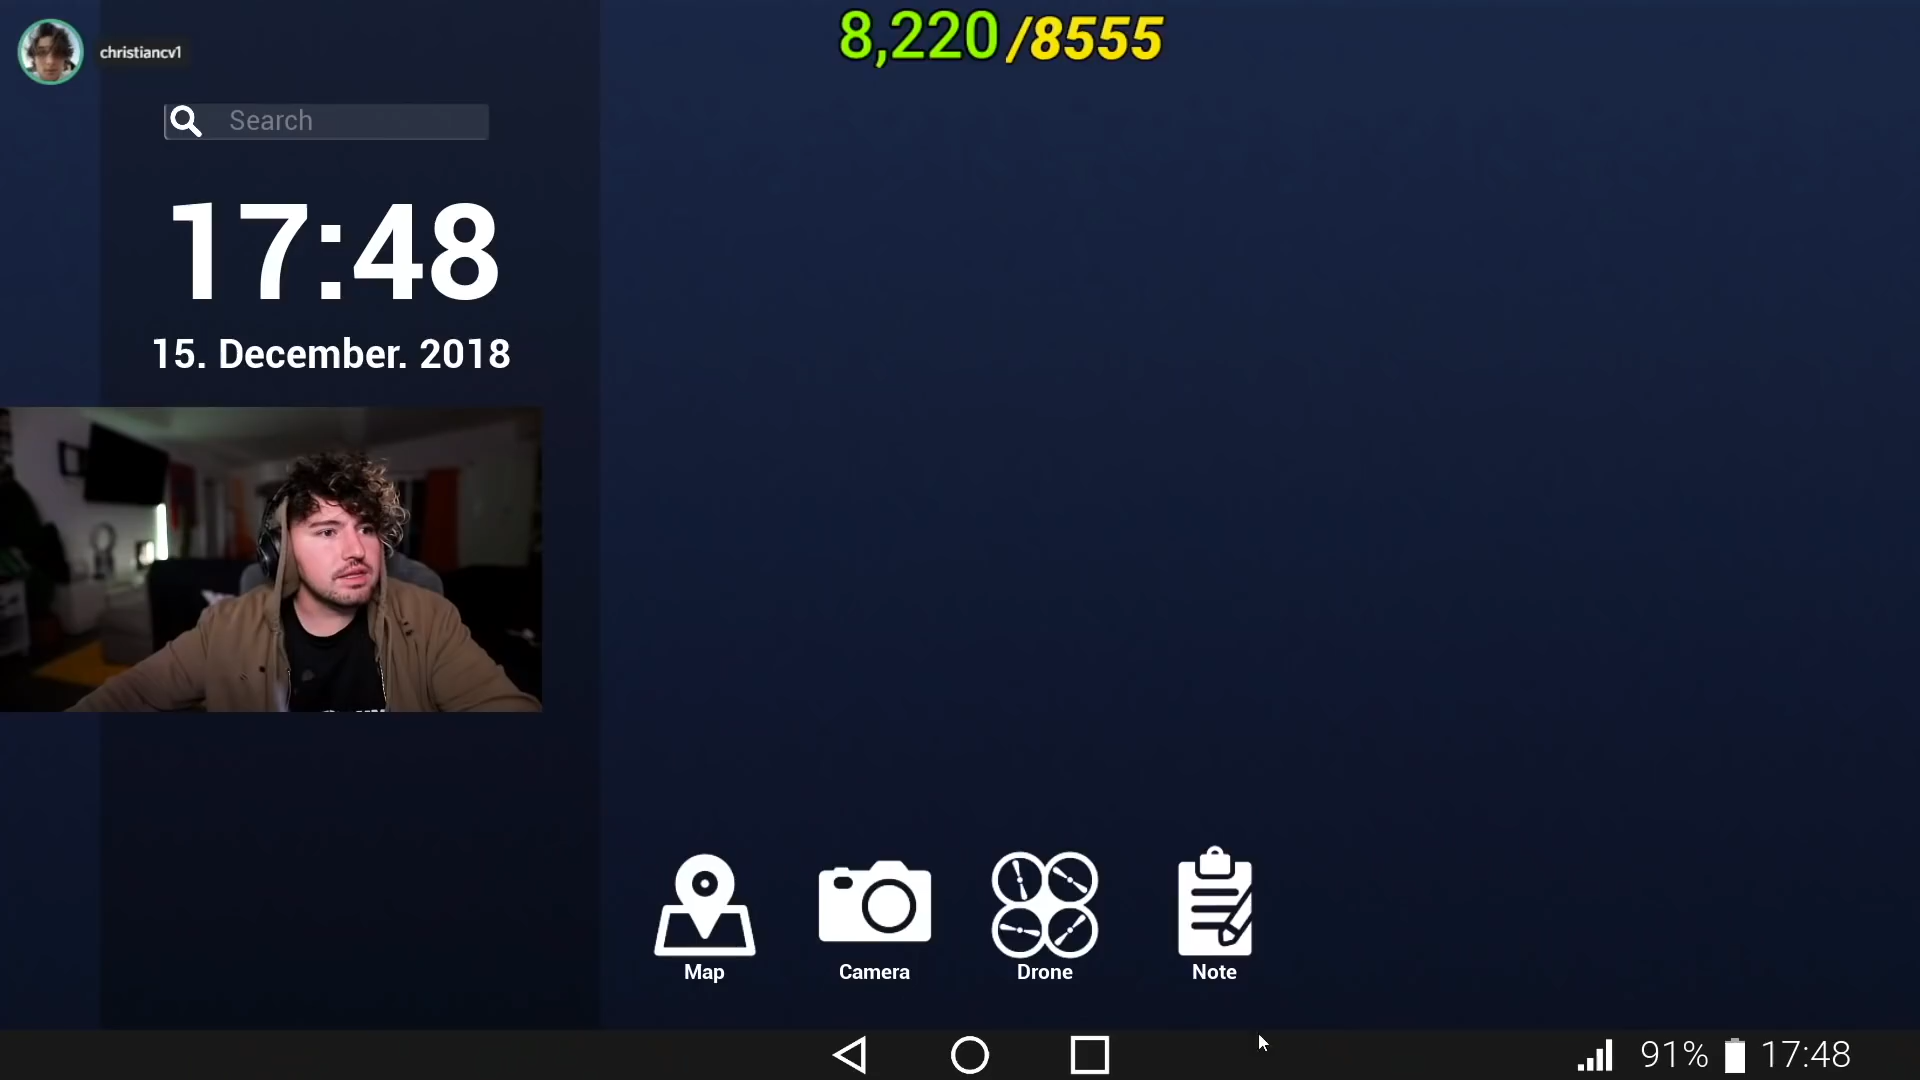 christiancv1
8,220/8555
Search
17:48
15. December. 2018
Map
Camera
Drone
Note
91%
17:48